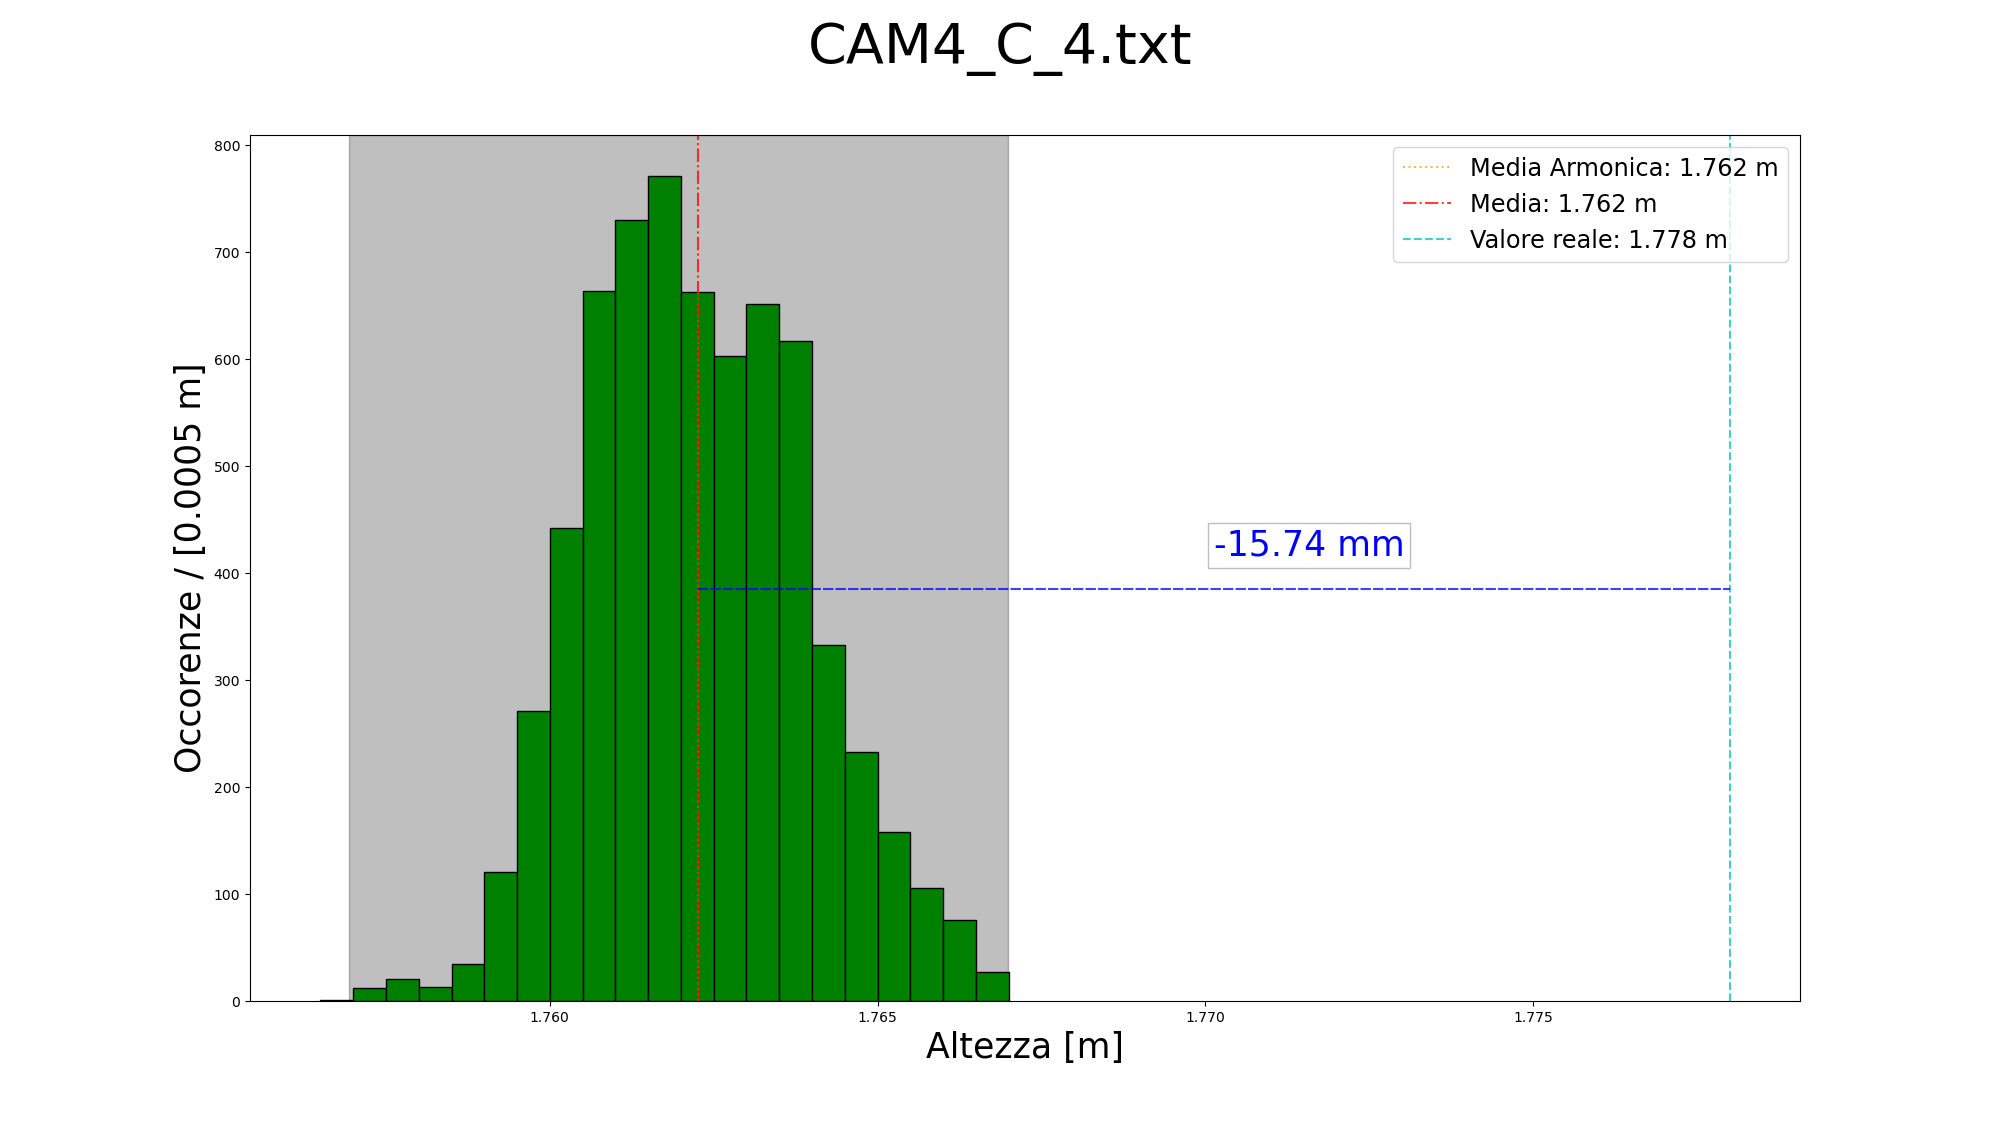 CAM4_C_4.txt
800
700
600
500
400
300
200
100
0
Occorenze / [0.0005 m]
Media Armonica: 1.762 m
Media: 1.762 m
Valore reale: 1.778 m
-15.74 mm
1.760
1.765
1.770
1.775
Altezza [m]